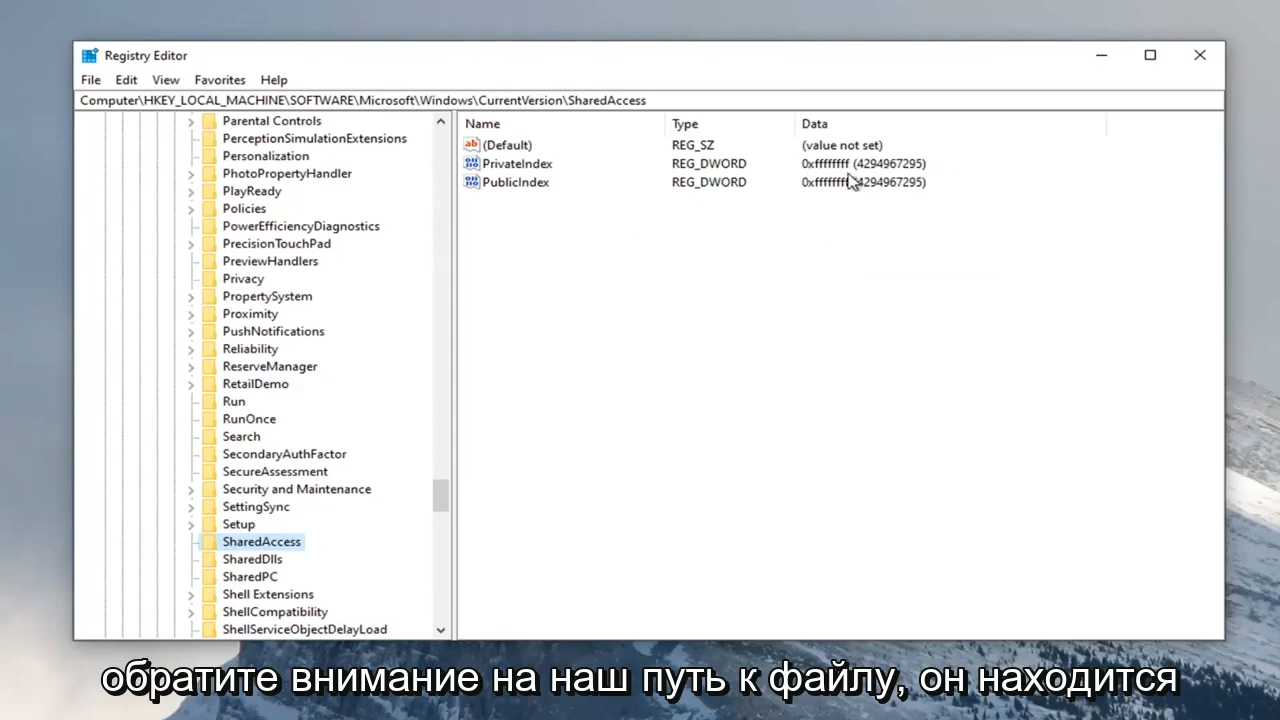 Registry Editor
File Edit View Favorites Help
Computer\HKEY_LOCAL_MACHINE\SOFTWARE\Microsoft\Windows\CurrentVersion\SharedAccess
Parental Controls
PerceptionSimulationExtensions
Personalization
PhotoPropertyHandler
PlayReady
Policies
PowerEfficiencyDiagnostics
PrecisionTouchPad
PreviewHandlers
Privacy
PropertySystem
Proximity
PushNotifications
Reliability
ReserveManager
RetailDemo
Run
RunOnce
Search
SecondaryAuthFactor
SecureAssessment
Security and Maintenance
SettingSync
Setup
SharedAccess
SharedDlls
SharedPC
Shell Extensions
ShellCompatibility
ShellServiceObjectDelayLoad
Name Type Data
(Default) REG_SZ (value not set)
PrivateIndex REG_DWORD 0xffffffff (4294967295)
PublicIndex REG_DWORD 0xffffffff (4294967295)
обратите внимание на наш путь к файлу, он находится